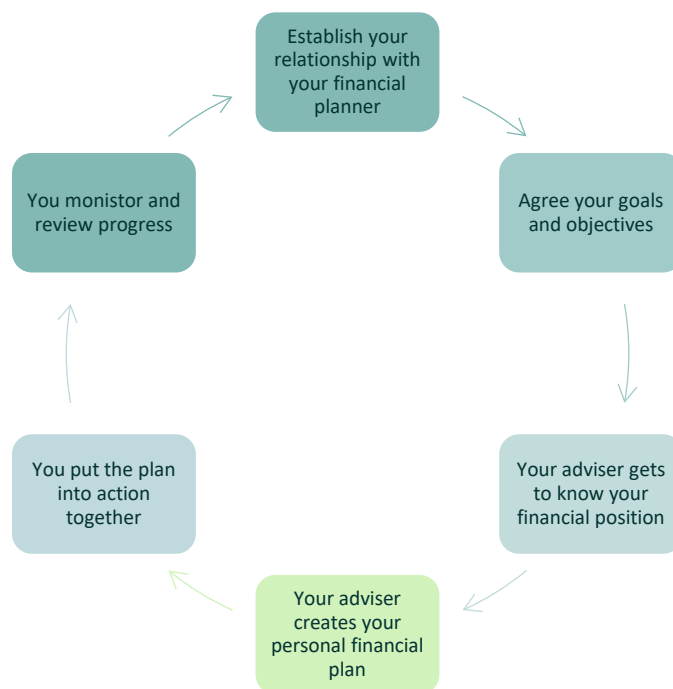 Establish your
relationship with
your financial
planner
Agree your goals
and objectives
Your adviser gets
to know your
financial position
Your adviser
creates your
personal financial
plan
You put the plan
into action
together
You monistor and
review progress